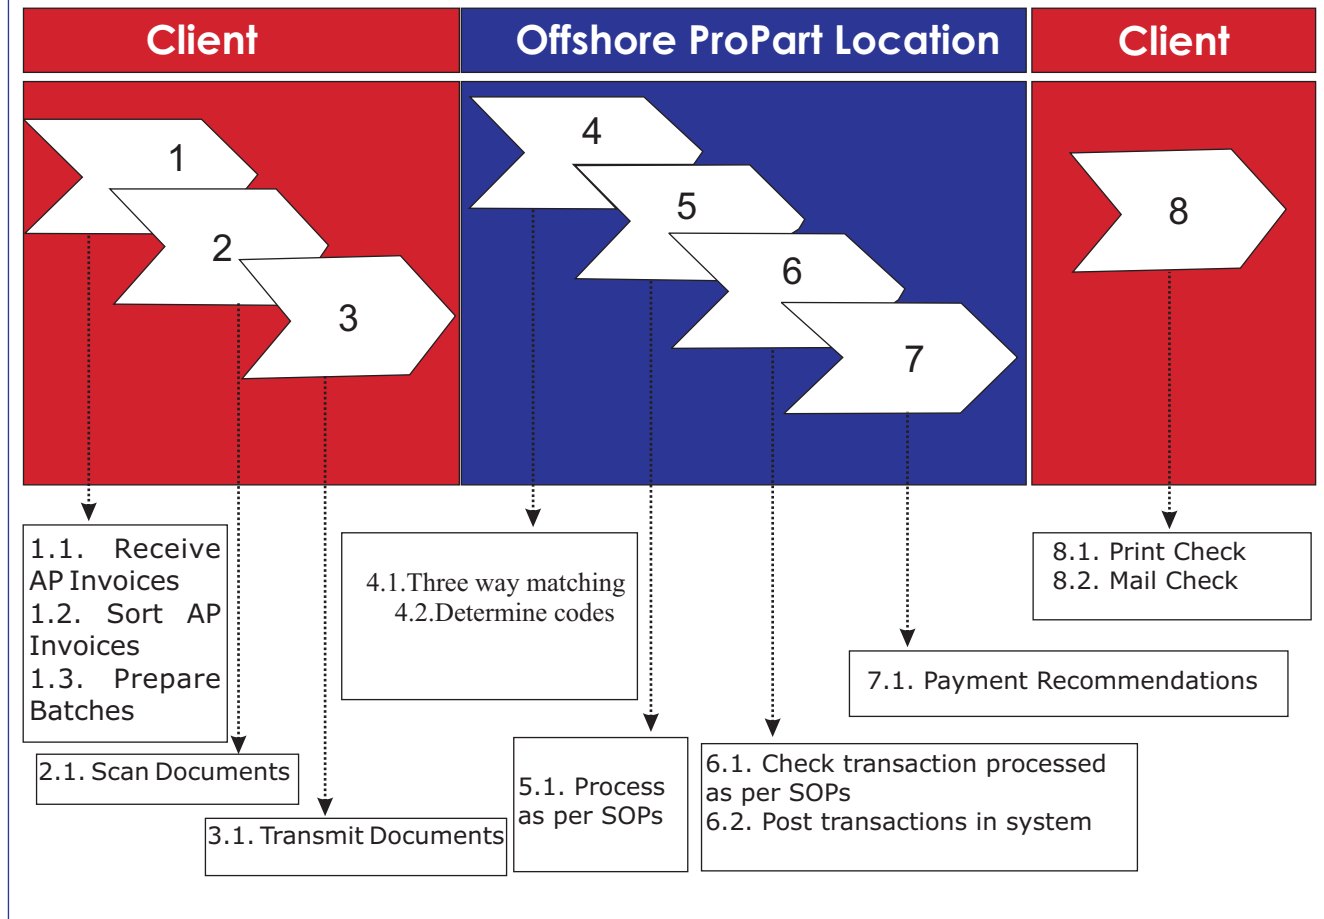 Client
Offshore ProPart Location
Client
1
2
3
4
5
6
7
8
1.1. Receive
AP Invoices
1.2. Sort AP
Invoices
1.3. Prepare
Batches
2.1. Scan Documents
3.1. Transmit Documents
4.1.Three way matching
4.2.Determine codes
5.1. Process
as per SOPs
6.1. Check transaction processed
as per SOPs
6.2. Post transactions in system
7.1. Payment Recommendations
8.1. Print Check
8.2. Mail Check